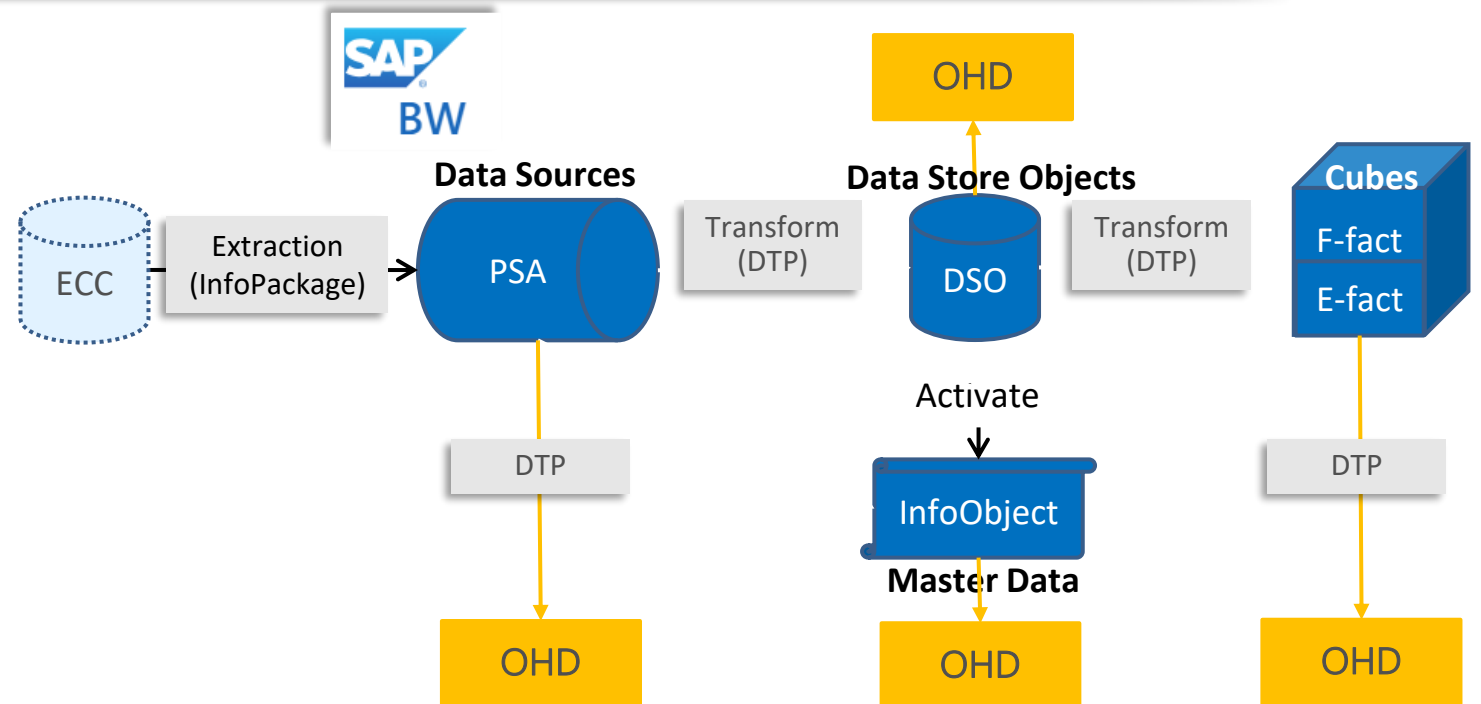 SAP
®
BW
OHD
Data Sources
Data Store Objects
Cubes
ECC
Extraction
(InfoPackage)
PSA
Transform
(DTP)
DSO
Transform
(DTP)
F-fact
E-fact
Activate
DTP
InfoObject
DTP
Master Data
OHD
OHD
OHD